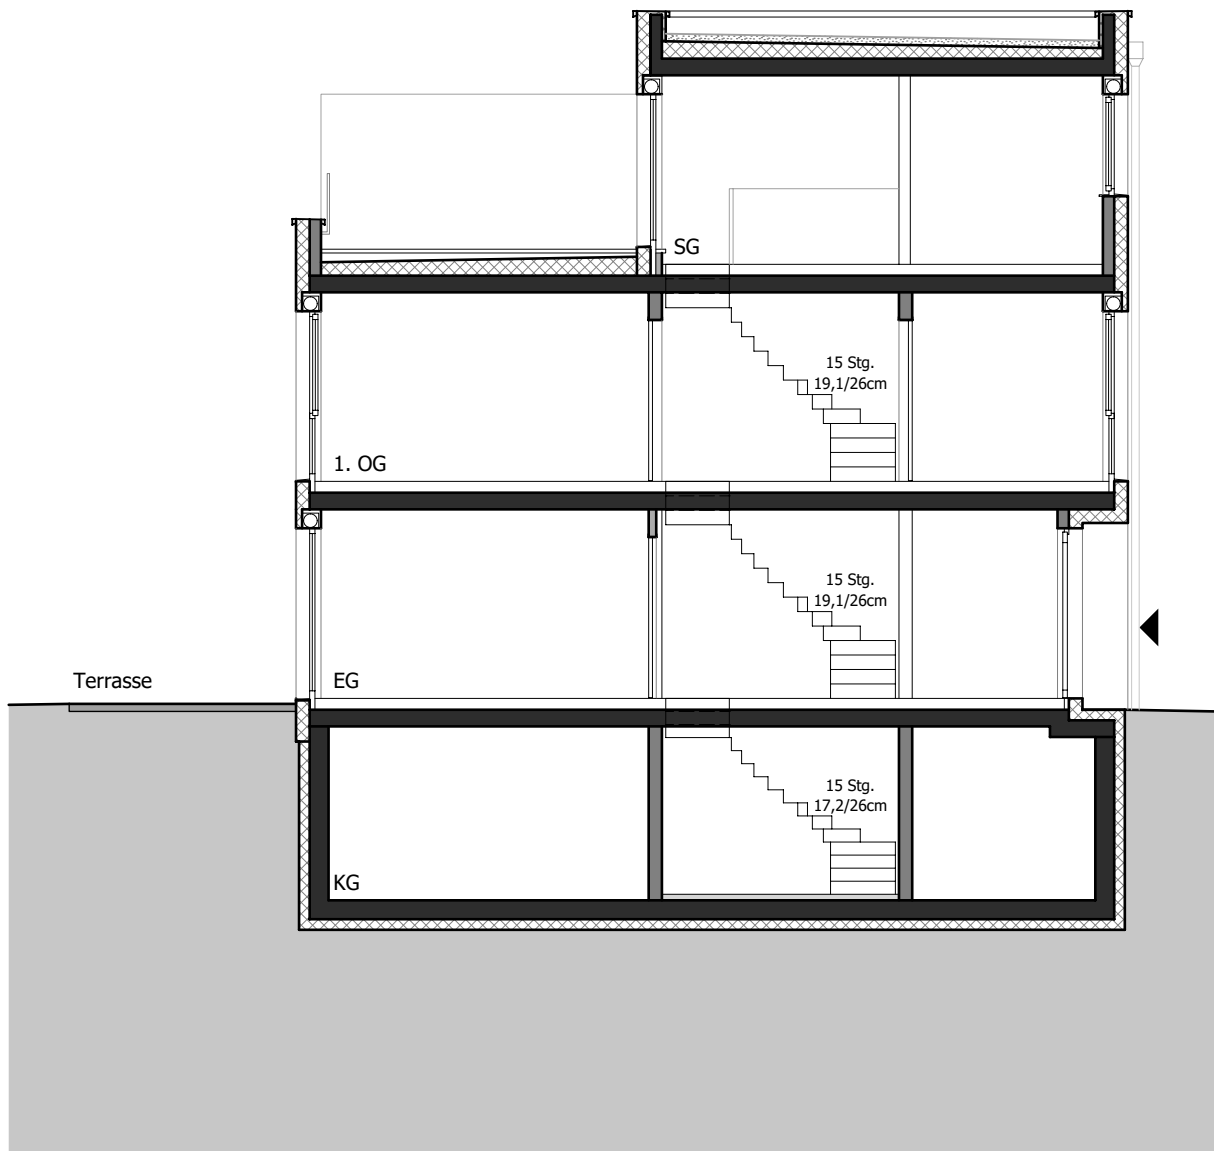 SG
15 Stg.
19,1/26cm
1. OG
15 Stg.
19,1/26cm
Terrasse
EG
15 Stg.
17,2/26cm
KG